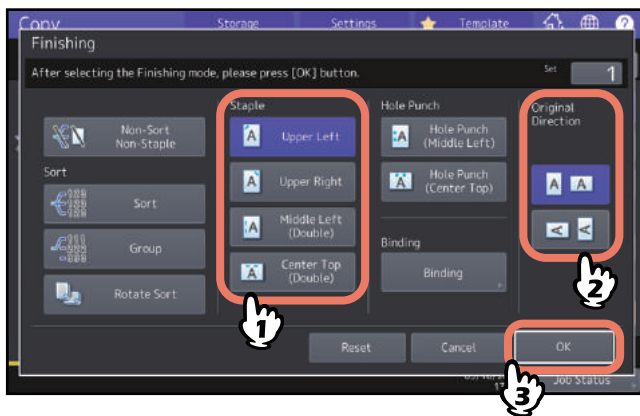 Copy
Storage
Settings
Template
?
Finishing
After selecting the Finishing mode, please press [OK] button.
Set
1
Non-Sort
Non-Staple
Sort
Sort
Group
Rotate Sort
Staple
A
Upper Left
A
Upper Right
A
Middle Left
(Double)
A
Center Top
(Double)
1
Hole Punch
A
Hole Punch
(Middle Left)
A
Hole Punch
(Center Top)
Binding
Binding
Original
Direction
A A
A A
2
Reset
Cancel
OK
3
Job Status